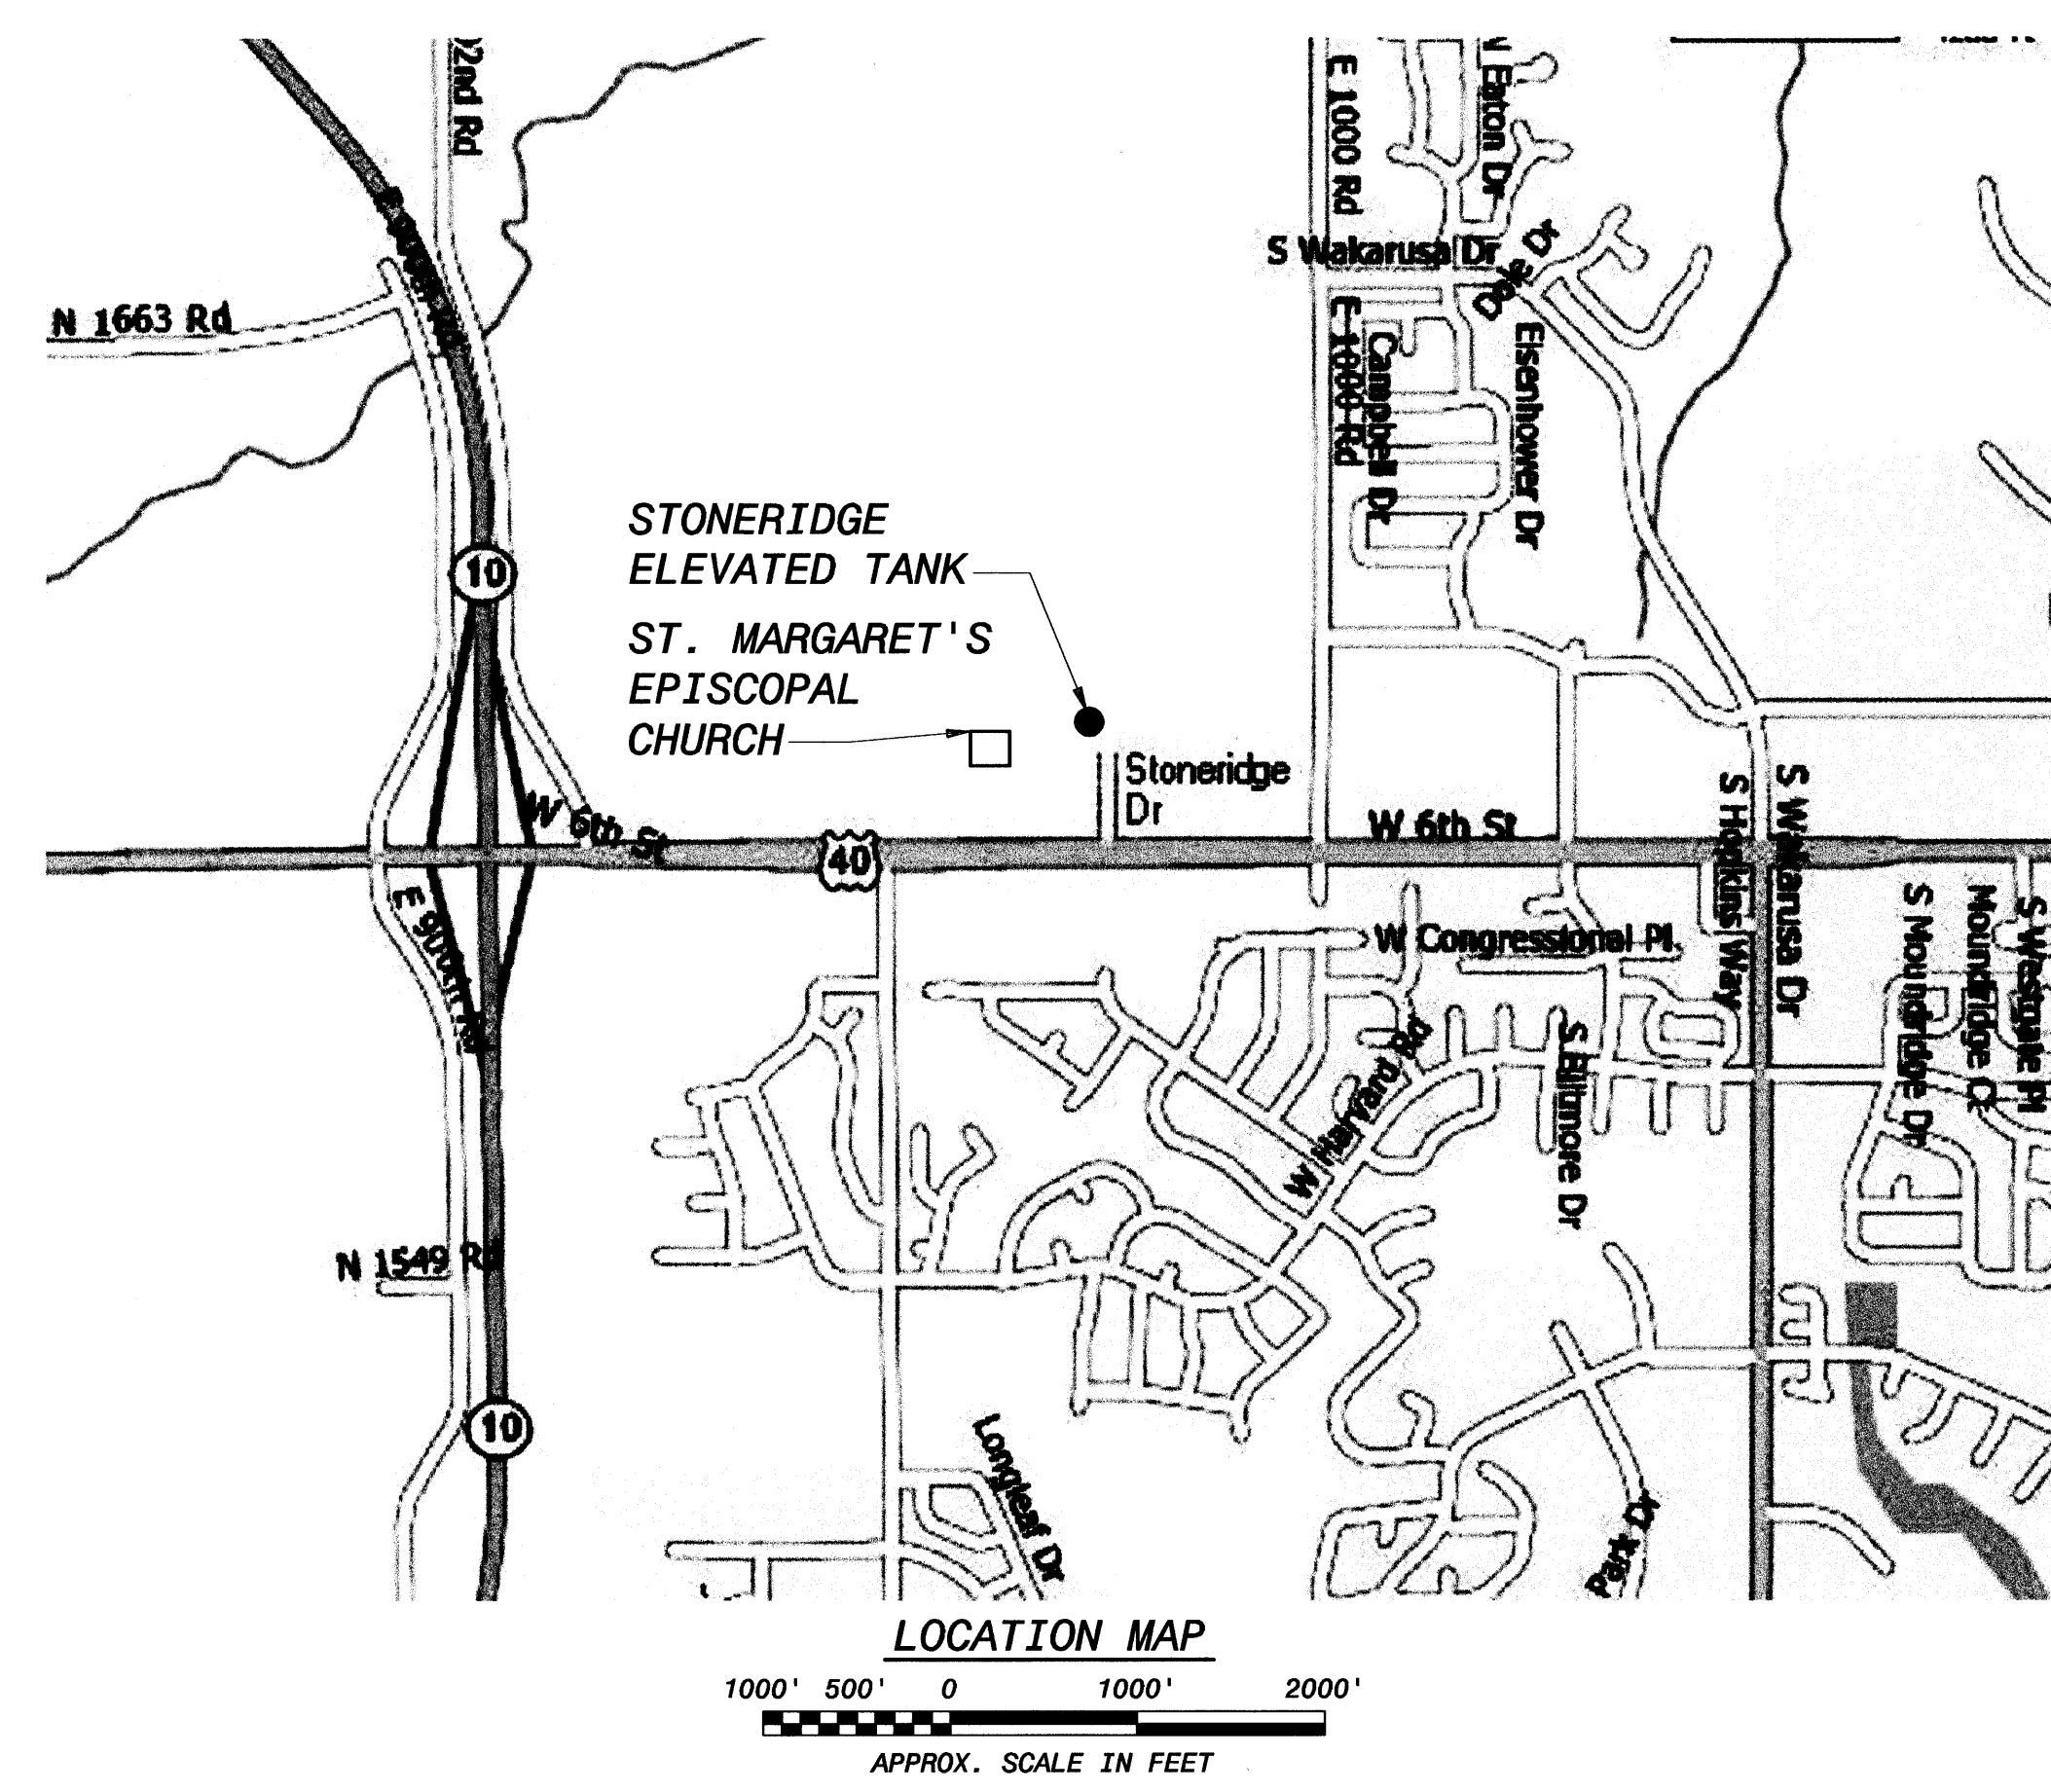 2nd Rd
E 1000 Rd
Eaton Dr
S Wakarusa Dr
Dole Dr
N 1663 Rd
E 1000 Rd
Campbell Dr
Eisenhower Dr
10
STONERIDGE
ELEVATED TANK
ST. MARGARET'S
EPISCOPAL
CHURCH
Stoneridge
Dr
W 6th St
40
W 6th St
S Hopkins Way
S Wakarusa Dr
E 900th Rd
W Congressional Pl.
S Moundridge Dr
Moundridge Ct
S Westgate Pl
W Harvard Rd
S Biltmore Dr
N 1549 Rd
10
Longleaf Dr
Park Dr
LOCATION MAP
1000' 500' 0 1000' 2000'
APPROX. SCALE IN FEET